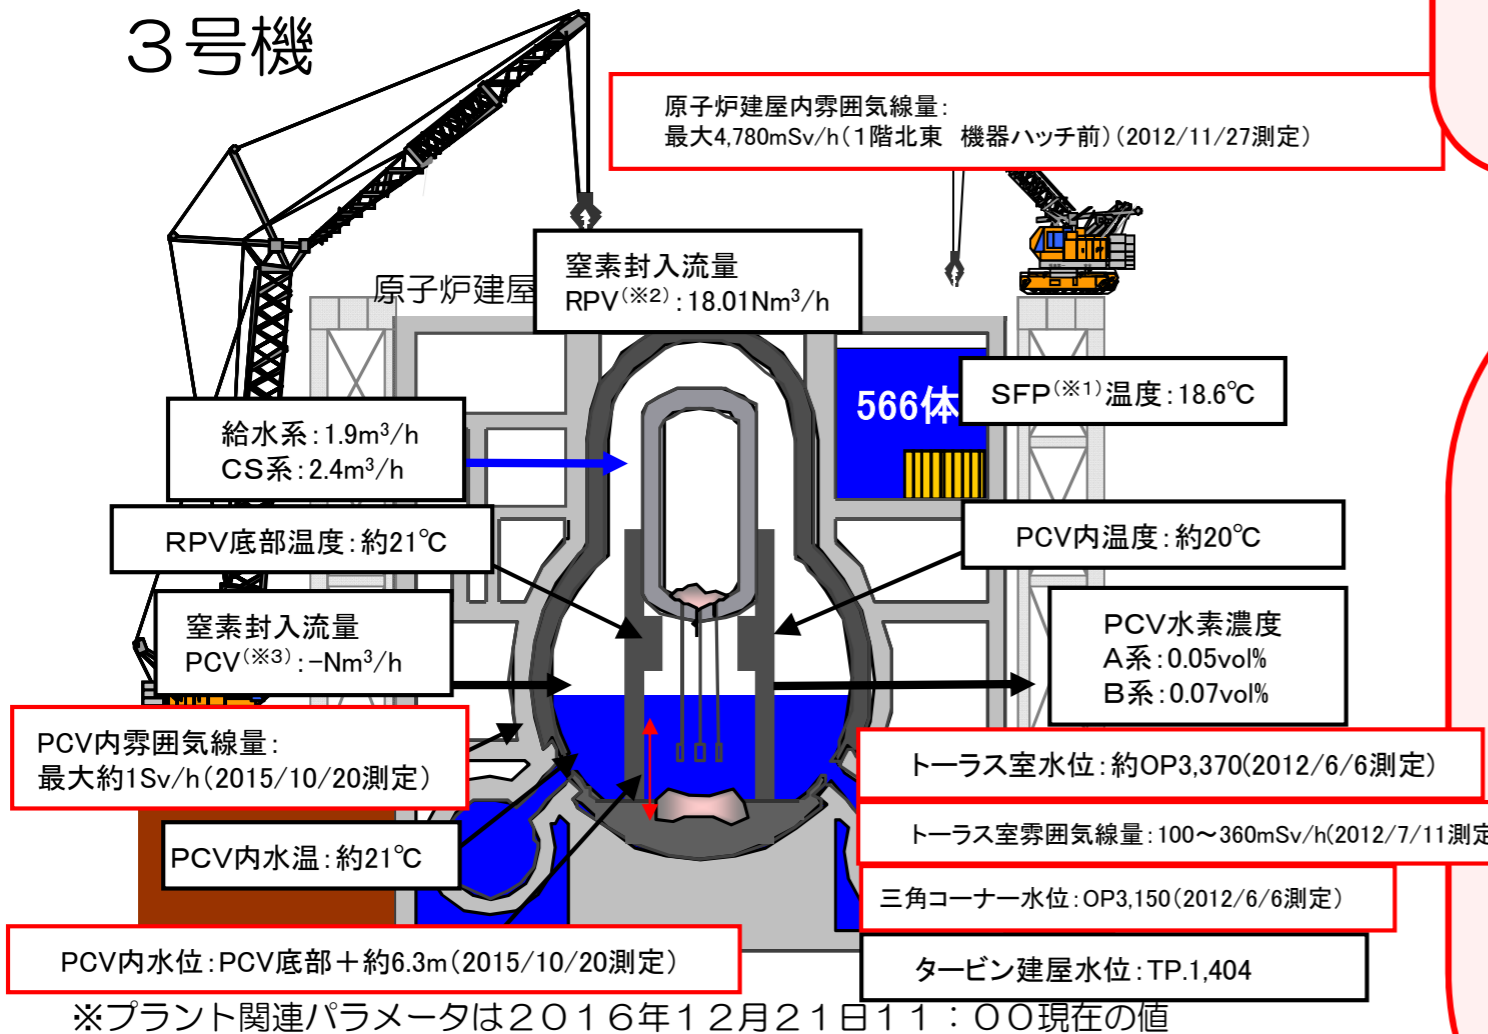 3号機
原子炉建屋内雰囲気線量:
最大4,780mSv/h(1階北東 機器ハッチ前)(2012/11/27測定)
原子炉建屋
窒素封入流量
RPV(※2):18.01Nm³/h
566体
SFP(※1)温度:18.6℃
給水系:1.9m³/h
CS系:2.4m³/h
RPV底部温度:約21℃
PCV内温度:約20℃
窒素封入流量
PCV(※3):-Nm³/h
PCV水素濃度
A系:0.05vol%
B系:0.07vol%
PCV内雰囲気線量:
最大約1Sv/h(2015/10/20測定)
トーラス室水位:約OP3,370(2012/6/6測定)
トーラス室雰囲気線量:100~360mSv/h(2012/7/11測定
PCV内水温:約21℃
三角コーナー水位:OP3,150(2012/6/6測定)
PCV内水位:PCV底部+約6.3m(2015/10/20測定)
タービン建屋水位:TP.1,404
※プラント関連パラメータは2016年12月21日11:00現在の値